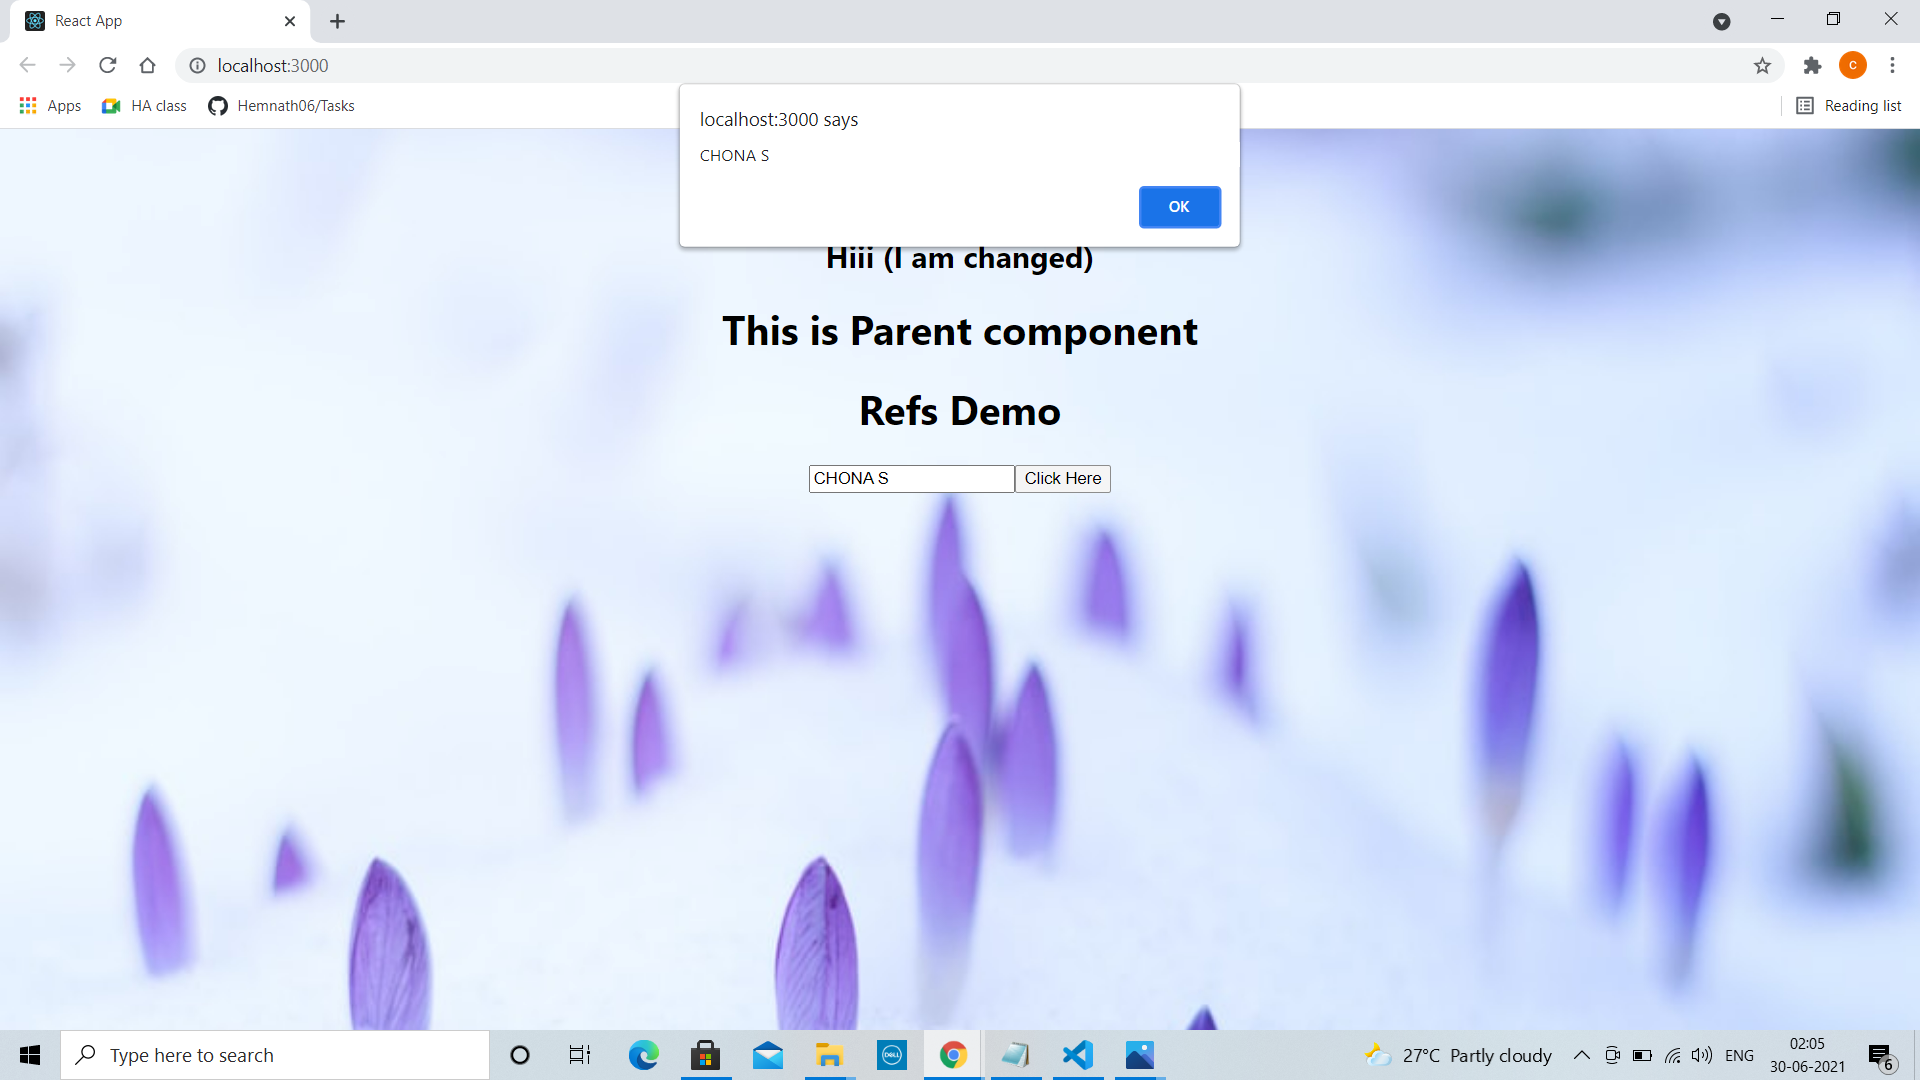 React App
localhost:3000
Apps
HA class
Hemnath06/Tasks
Reading list
C
localhost:3000 says
CHONA S
OK
Hiii (I am changed)
This is Parent component
Refs Demo
CHONA S
Click Here
Type here to search
DELL
27°C Partly cloudy
ENG
02:05
30-06-2021
6